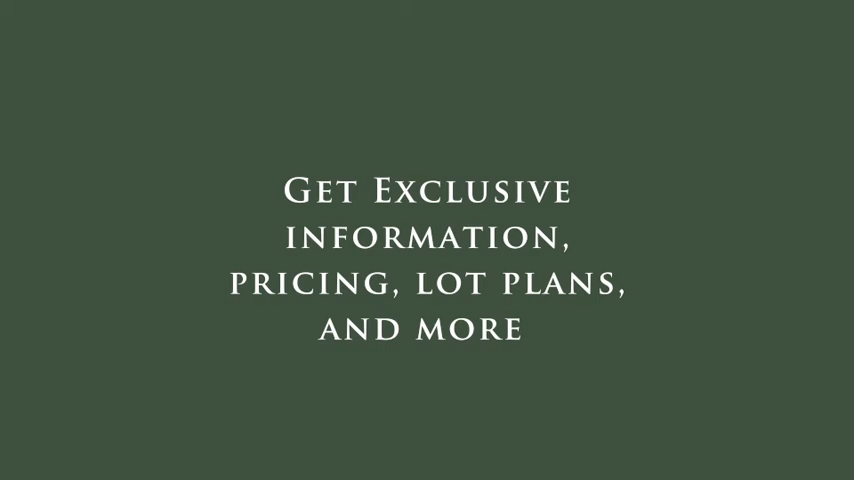 Get Exclusive
information,
pricing, lot plans,
and more